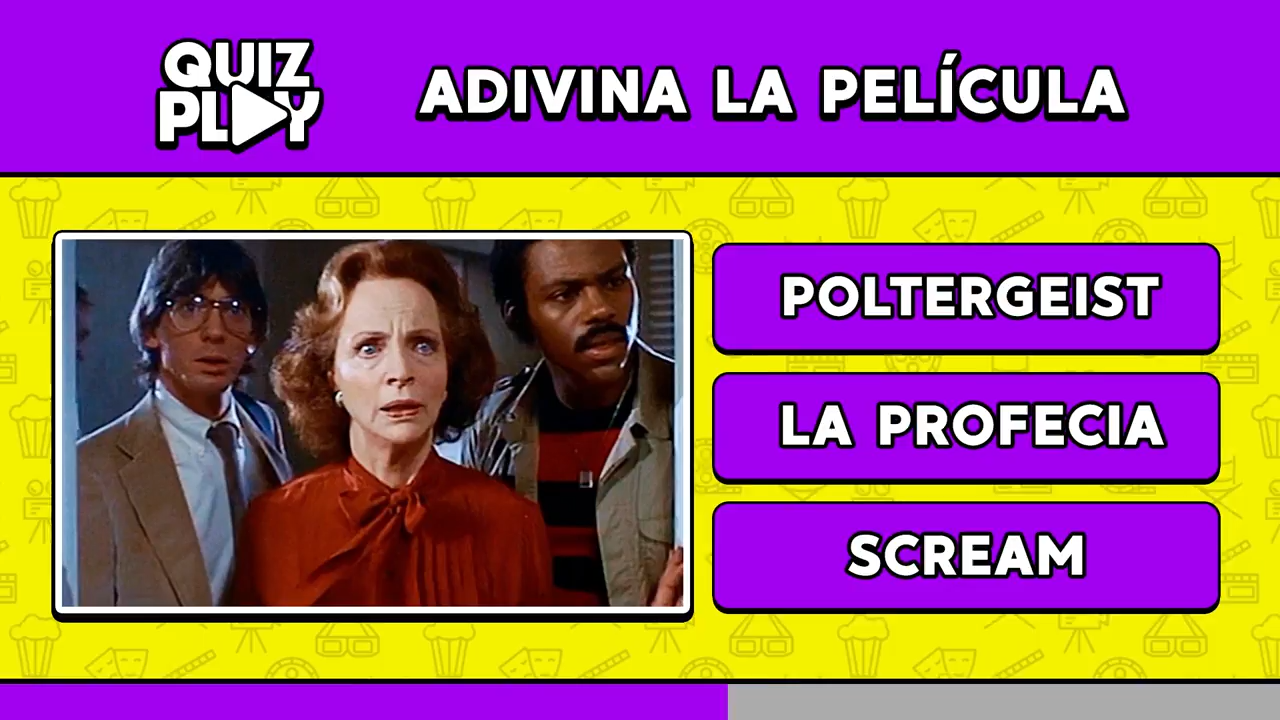 QUIZ
PLAY
ADIVINA LA PELÍCULA
POLTERGEIST
LA PROFECIA
SCREAM